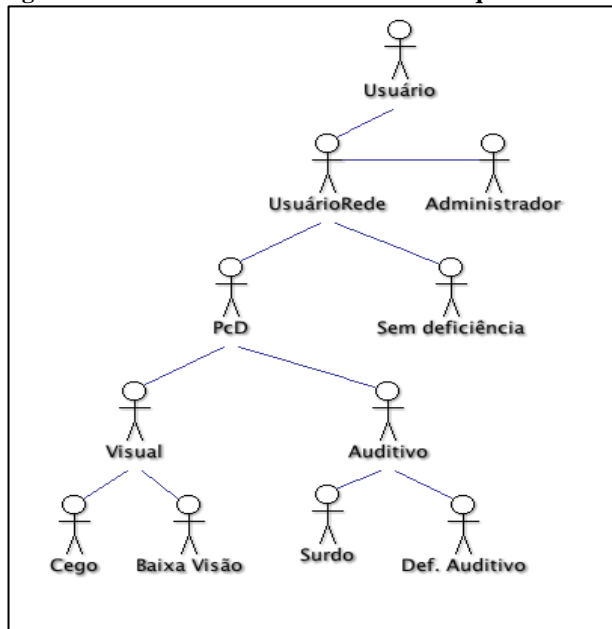 Usuário
UsuárioRede
Administrador
PcD
Sem deficiência
Visual
Auditivo
Cego
Baixa Visão
Surdo
Def. Auditivo